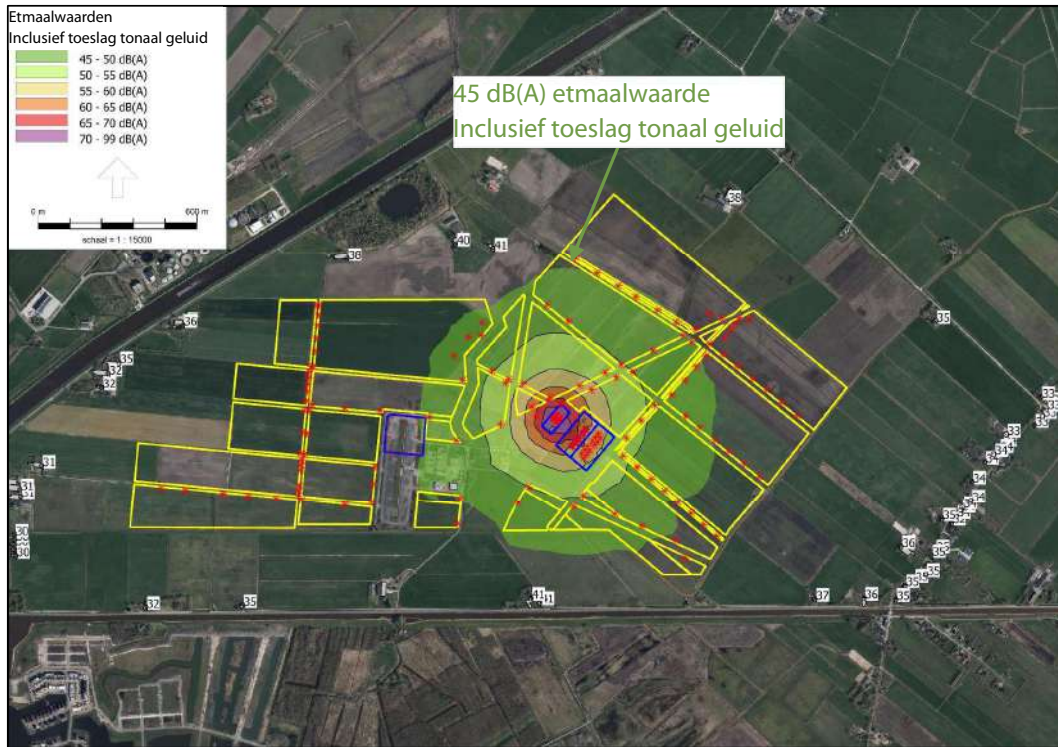 Etmaalwaarden
Inclusief toeslag tonaal geluid
45 - 50 dB(A)
50 - 55 dB(A)
55 - 60 dB(A)
60 - 65 dB(A)
65 - 70 dB(A)
70 - 99 dB(A)
0 m 600 m
schaal = 1 : 15000
45 dB(A) etmaalwaarde
Inclusief toeslag tonaal geluid
38
40
41
38
36
35
35
32
32
33
33
34
31
31
34
34
35
36
30
32
35
41
41
37
36
35
35
35